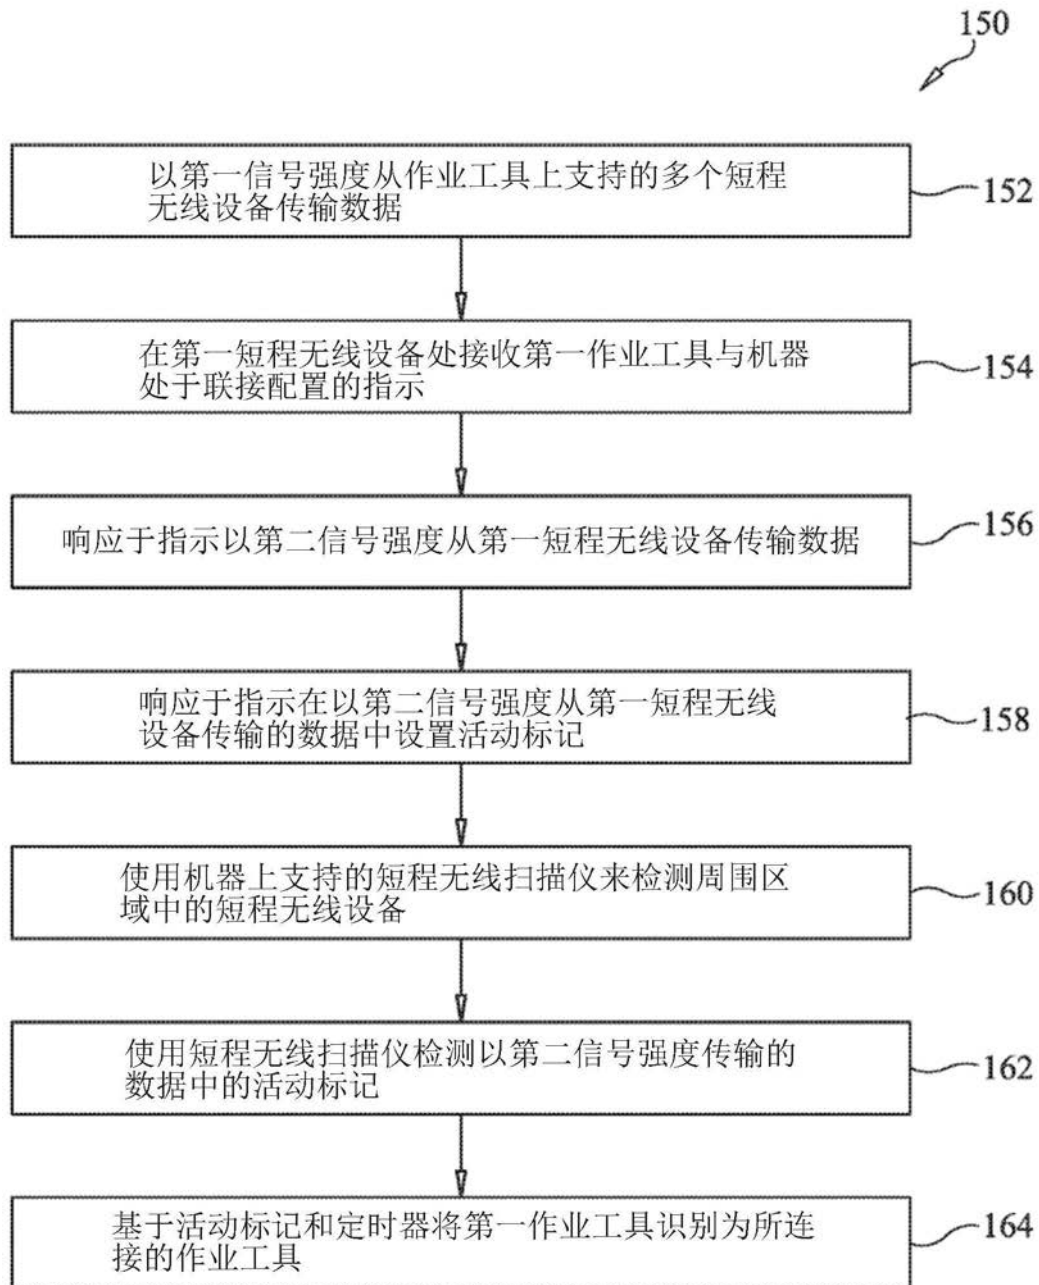 150
以第一信号强度从作业工具上支持的多个短程
无线设备传输数据
152
在第一短程无线设备处接收第一作业工具与机器
处于联接配置的指示
154
响应于指示以第二信号强度从第一短程无线设备传输数据
156
响应于指示在以第二信号强度从第一短程无线
设备传输的数据中设置活动标记
158
使用机器上支持的短程无线扫描仪来检测周围区
域中的短程无线设备
160
使用短程无线扫描仪检测以第二信号强度传输的
数据中的活动标记
162
基于活动标记和定时器将第一作业工具识别为所连
接的作业工具
164